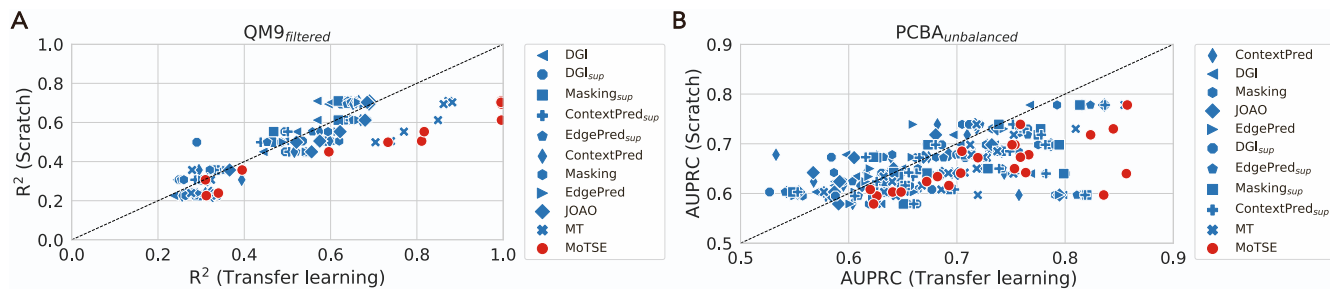 A
QM9filtered
R² (Scratch)
1.0
0.8
0.6
0.4
0.2
0.0
0.0 0.2 0.4 0.6 0.8 1.0
R² (Transfer learning)
DGI
DGIsup
Maskingsup
ContextPredsup
EdgePredsup
ContextPred
Masking
EdgePred
JOAO
MT
MoTSE
B
PCBAunbalanced
AUPRC (Scratch)
0.9
0.8
0.7
0.6
0.5
0.5 0.6 0.7 0.8 0.9
AUPRC (Transfer learning)
ContextPred
DGI
Masking
JOAO
EdgePred
DGIsup
EdgePredsup
Maskingsup
ContextPredsup
MT
MoTSE